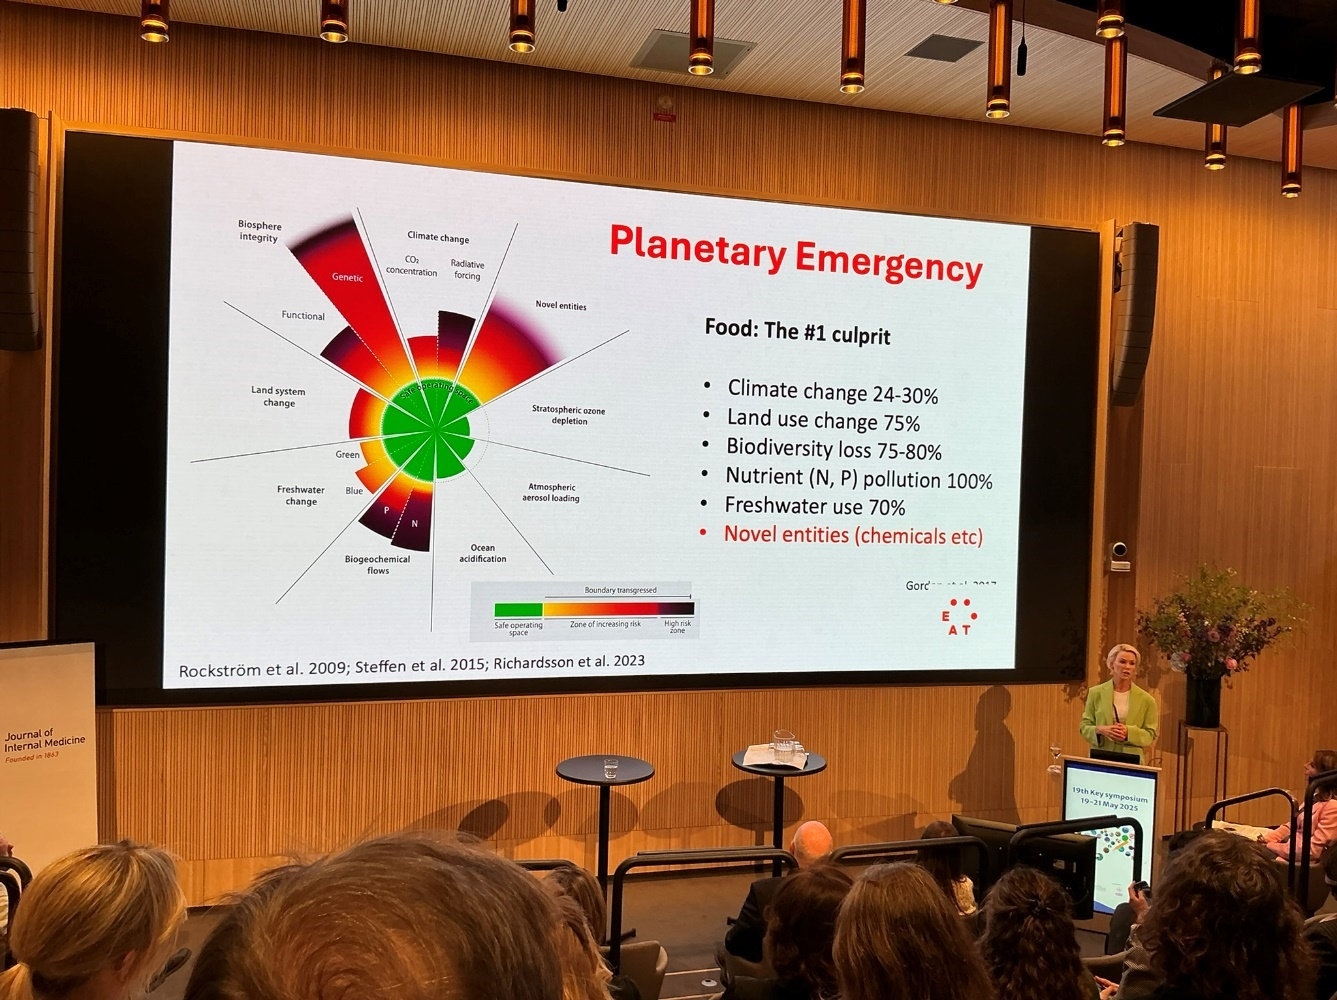 Planetary Emergency
Biosphere
integrity
Climate change
CO₂
concentration
Radiative
forcing
Genetic
Novel entities
Functional
Safe operating space
Land system
change
Stratospheric ozone
depletion
Green
Blue
Freshwater
change
P
N
Atmospheric
aerosol loading
Biogeochemical
flows
Ocean
acidification
Boundary transgressed
Safe operating
space
Zone of increasing risk
High risk
zone
Food: The #1 culprit
• Climate change 24-30%
• Land use change 75%
• Biodiversity loss 75-80%
• Nutrient (N, P) pollution 100%
• Freshwater use 70%
• Novel entities (chemicals etc)
E
A T
Rockström et al. 2009; Steffen et al. 2015; Richardsson et al. 2023
Journal of
Internal Medicine
Founded in 1863
19th Key symposium
19-21 May 2025